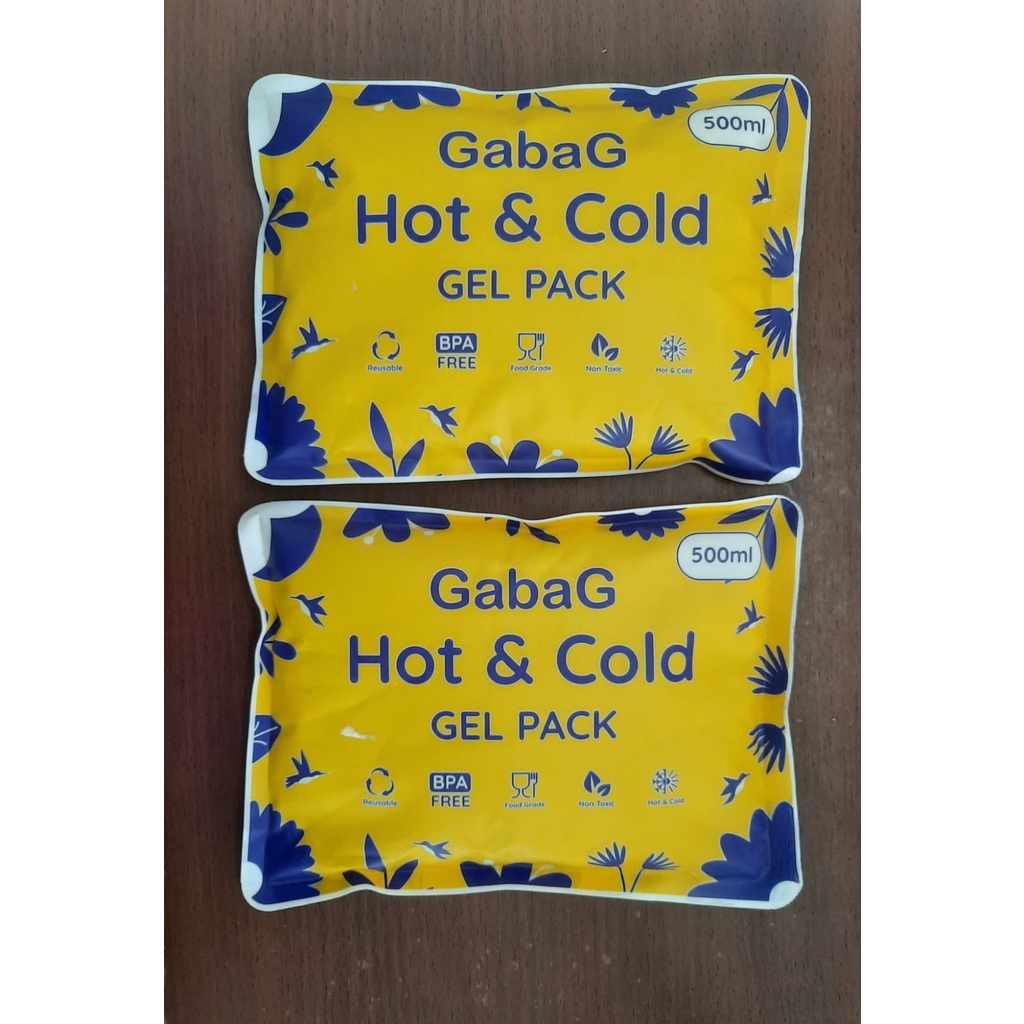 500ml
GabaG
Hot & Cold
GEL PACK
Reusable
BPA
FREE
Food Grade
Non Toxic
Hot & Cold
500ml
GabaG
Hot & Cold
GEL PACK
Reusable
BPA
FREE
Food Grade
Non Toxic
Hot & Cold